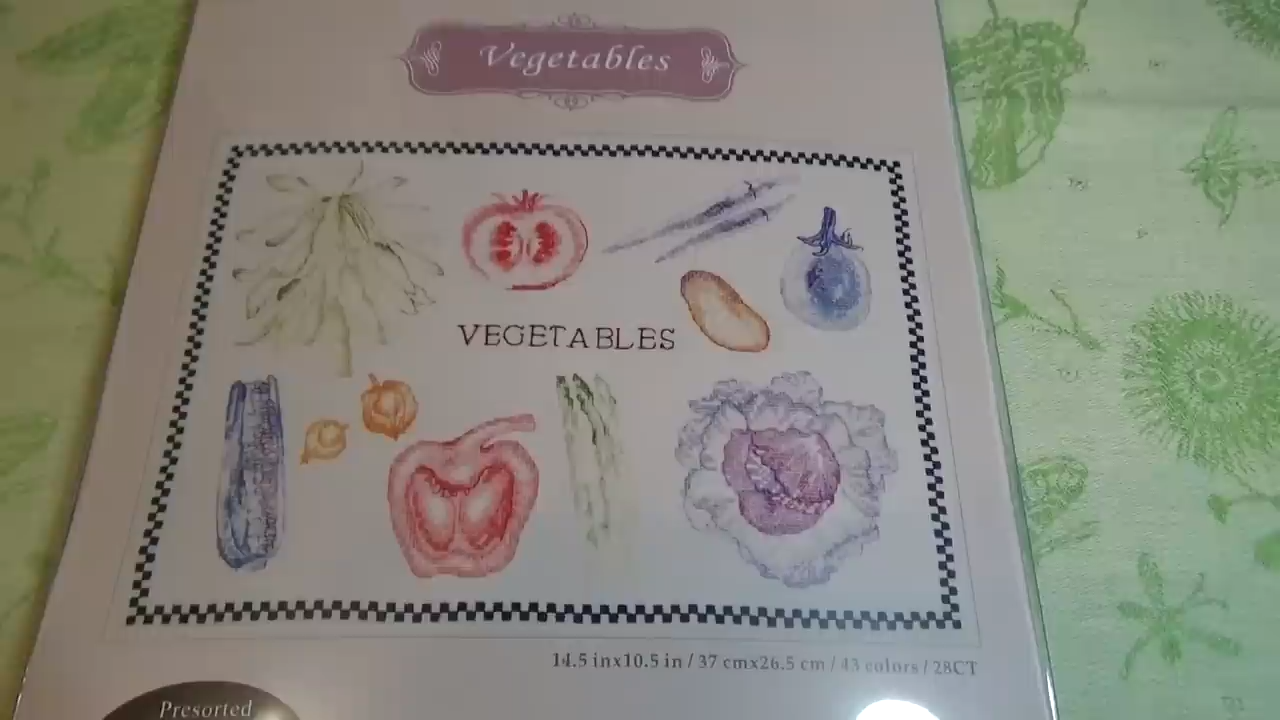 Vegetables
VEGETABLES
14.5 inx10.5 in / 37 cmx26.5 cm / 43 colors / 28CT
Presorted